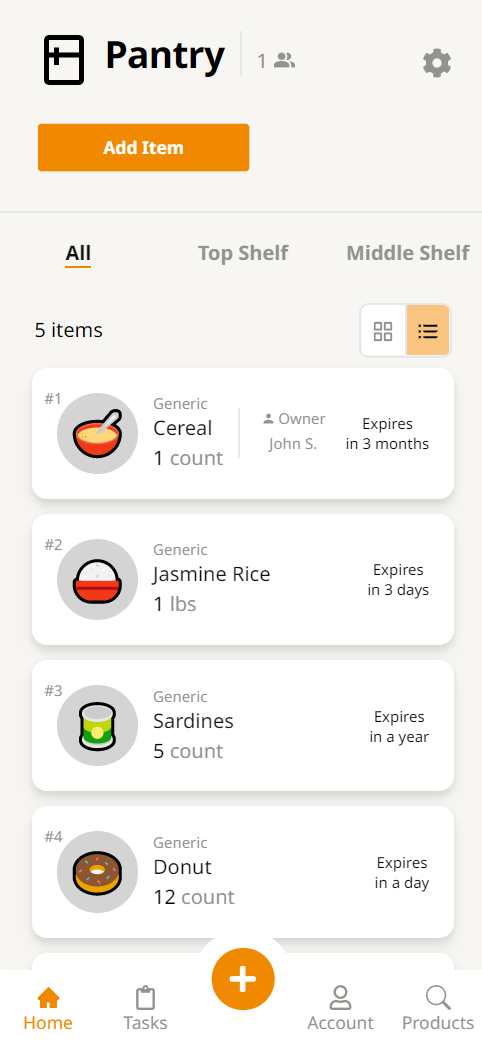 Pantry
1
Add Item
All Top Shelf Middle Shelf
5 items
#1
Generic
Cereal
1 count
Owner
John S.
Expires
in 3 months
#2
Generic
Jasmine Rice
1 lbs
Expires
in 3 days
#3
Generic
Sardines
5 count
Expires
in a year
#4
Generic
Donut
12 count
Expires
in a day
Home Tasks Account Products